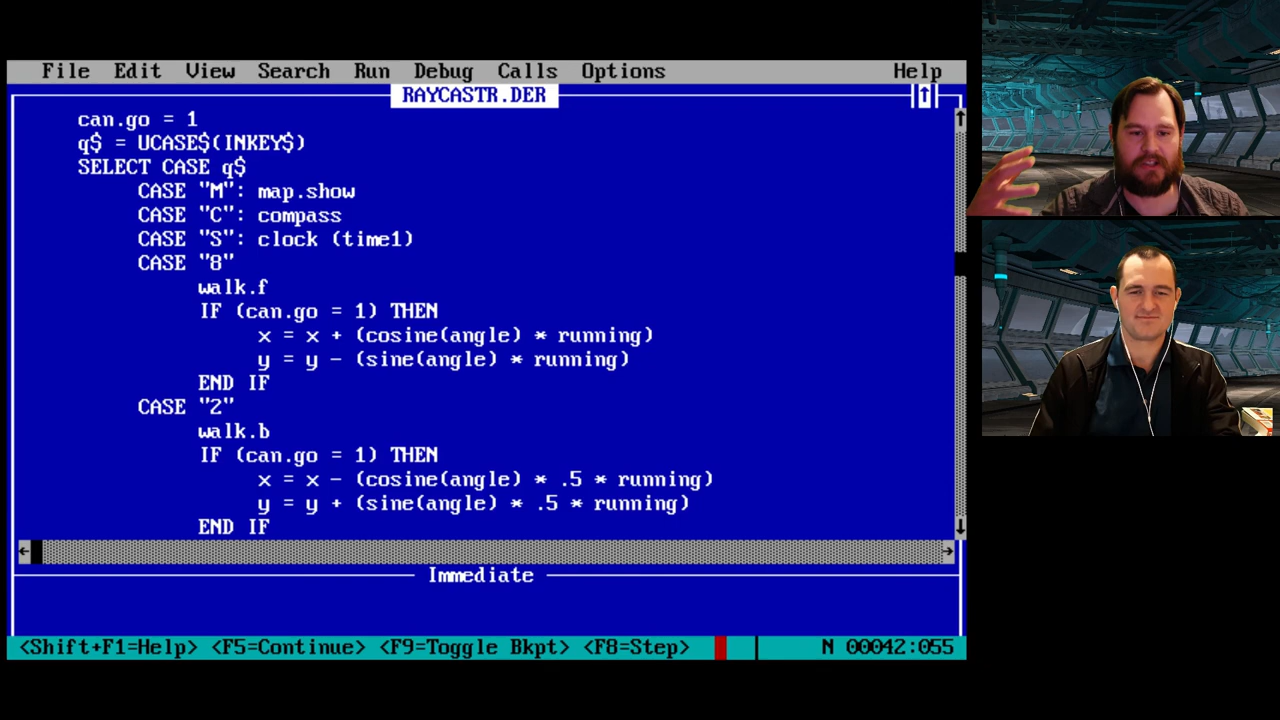 File Edit View Search Run Debug Calls Options Help
RAYCASTR.DER
can.go = 1
q$ = UCASE$(INKEY$)
SELECT CASE q$
CASE "M": map.show
CASE "C": compass
CASE "S": clock (time1)
CASE "8"
walk.f
IF (can.go = 1) THEN
x = x + (cosine(angle) * running)
y = y - (sine(angle) * running)
END IF
CASE "2"
walk.b
IF (can.go = 1) THEN
x = x - (cosine(angle) * .5 * running)
y = y + (sine(angle) * .5 * running)
END IF
Immediate
<Shift+F1=Help> <F5=Continue> <F9=Toggle Bkpt> <F8=Step> N 00042:055